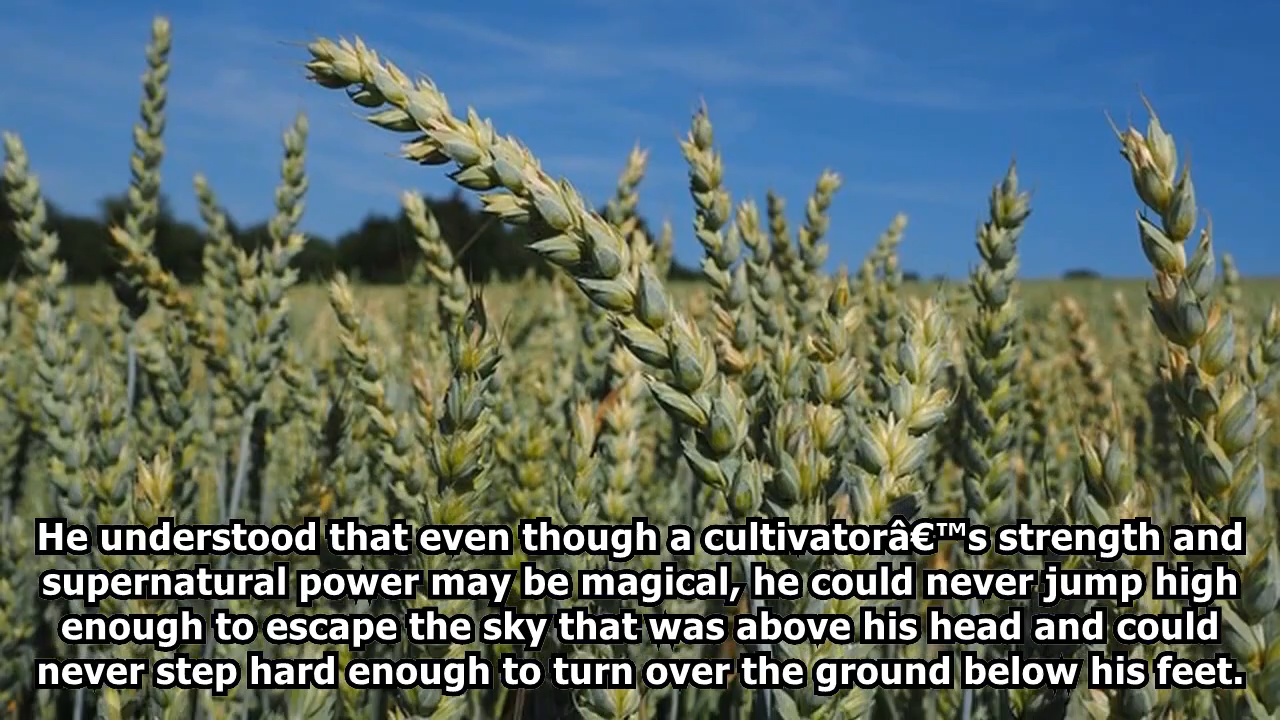 He understood that even though a cultivatorâ€™s strength and
supernatural power may be magical, he could never jump high
enough to escape the sky that was above his head and could
never step hard enough to turn over the ground below his feet.